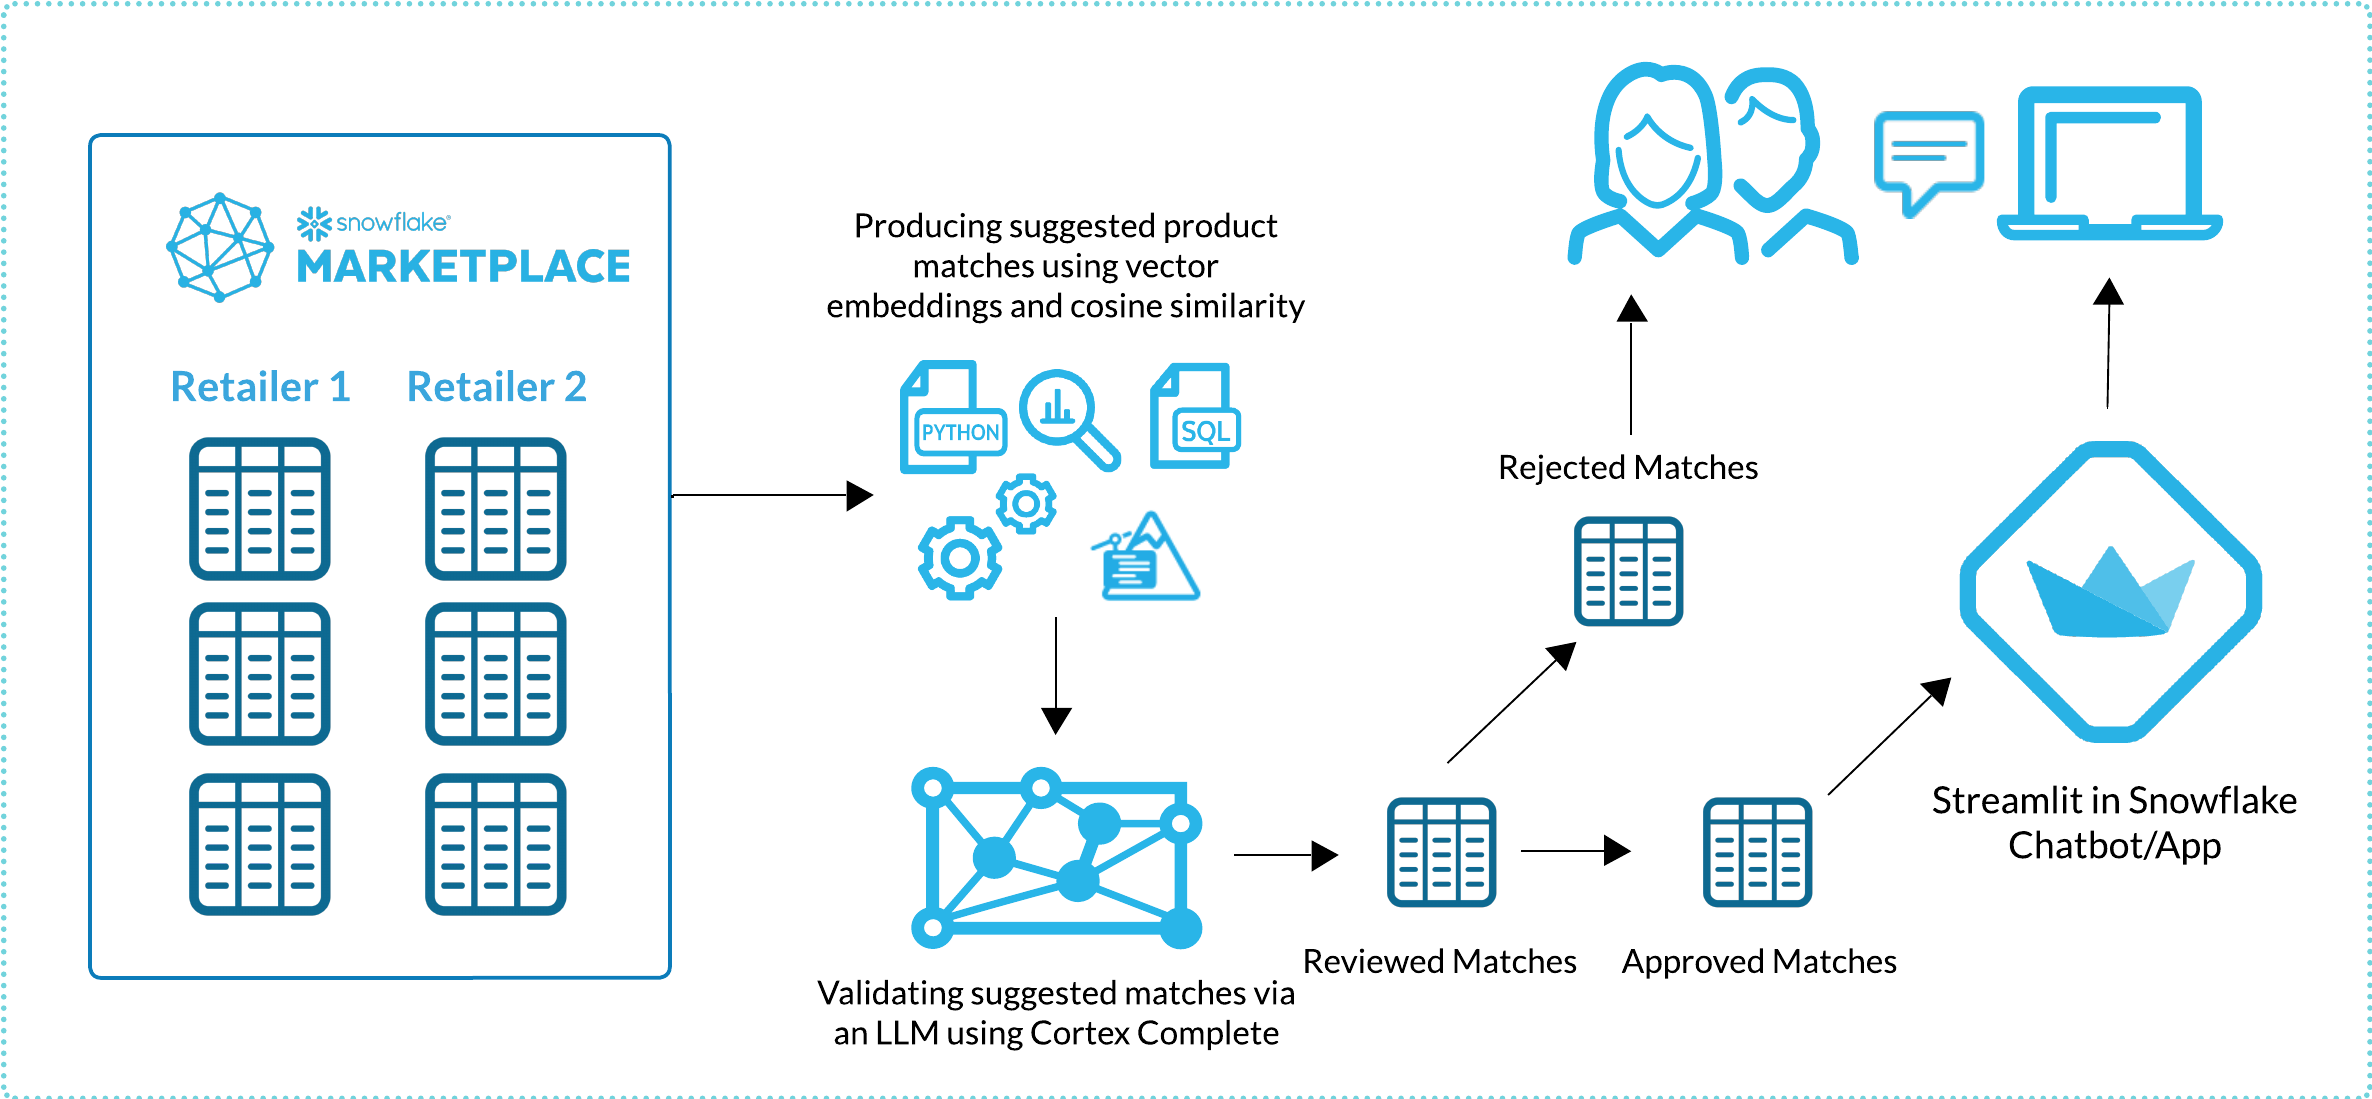 snowflake®
MARKETPLACE
Retailer 1
Retailer 2
Producing suggested product
matches using vector
embeddings and cosine similarity
PYTHON
SQL
Validating suggested matches via
an LLM using Cortex Complete
Reviewed Matches
Rejected Matches
Approved Matches
Streamlit in Snowflake
Chatbot/App